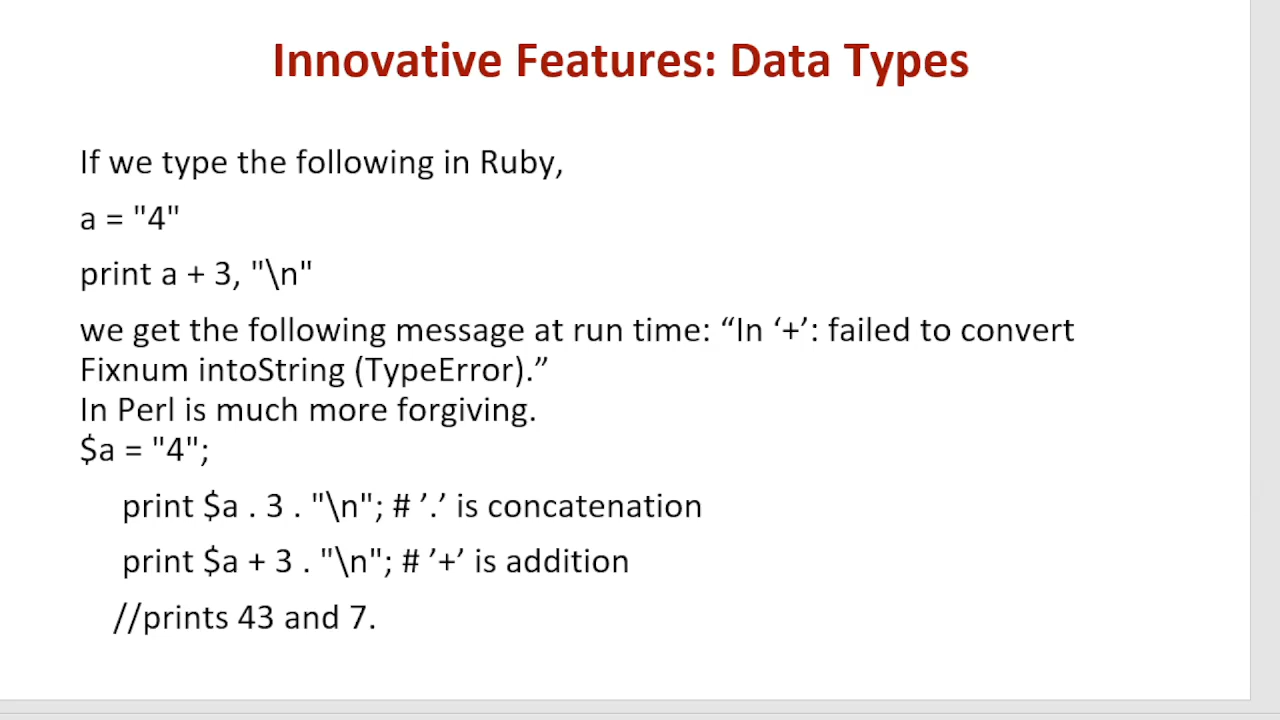 Innovative Features: Data Types
If we type the following in Ruby,
a = "4"
print a + 3, "\n"
we get the following message at run time: “In ‘+’: failed to convert
Fixnum intoString (TypeError).”
In Perl is much more forgiving.
$a = "4";
print $a . 3 . "\n"; # ’.’ is concatenation
print $a + 3 . "\n"; # ’+’ is addition
//prints 43 and 7.